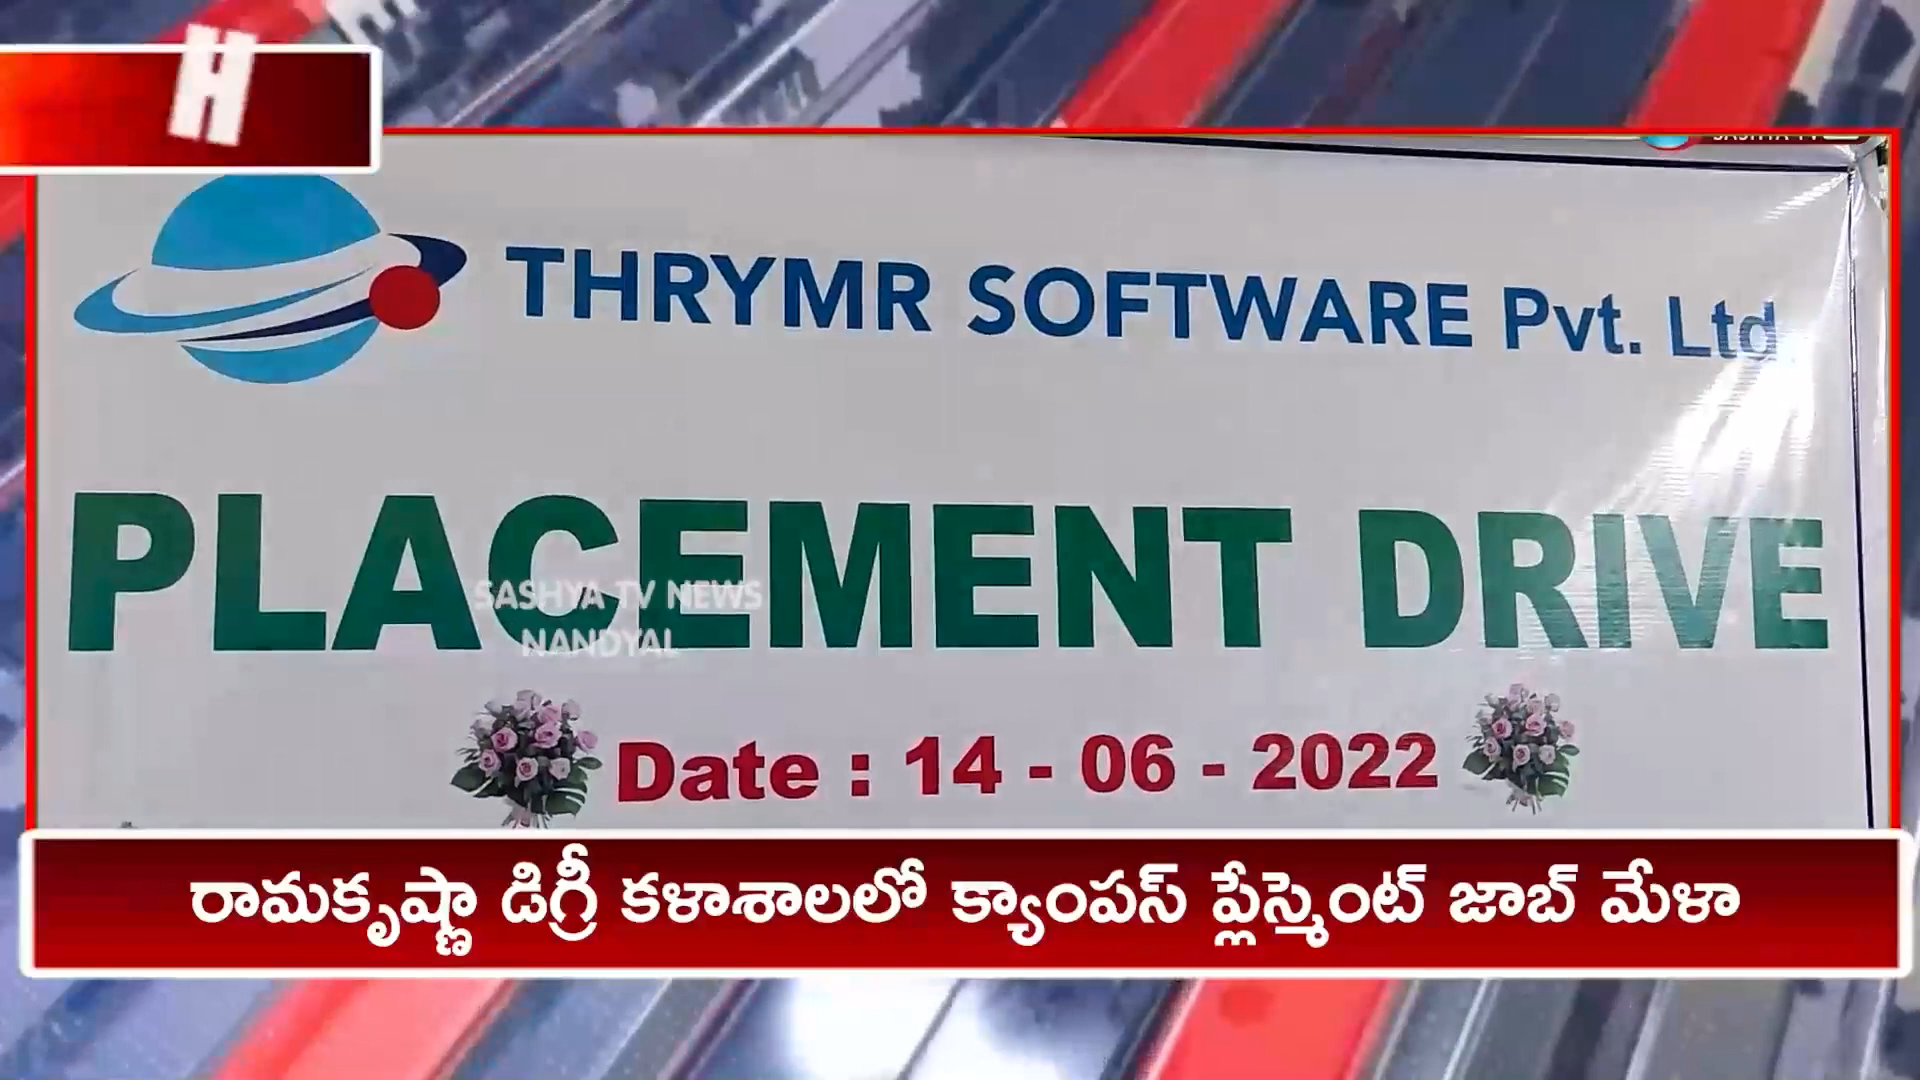 H
THRYMR SOFTWARE Pvt. Ltd
PLACEMENT DRIVE
SASHYA TV NEWS
NANDYAL
Date : 14 - 06 - 2022
రామకృష్ణా డిగ్రీ కళాశాలలో క్యాంపస్ ప్లేస్మెంట్ జాబ్ మేళా